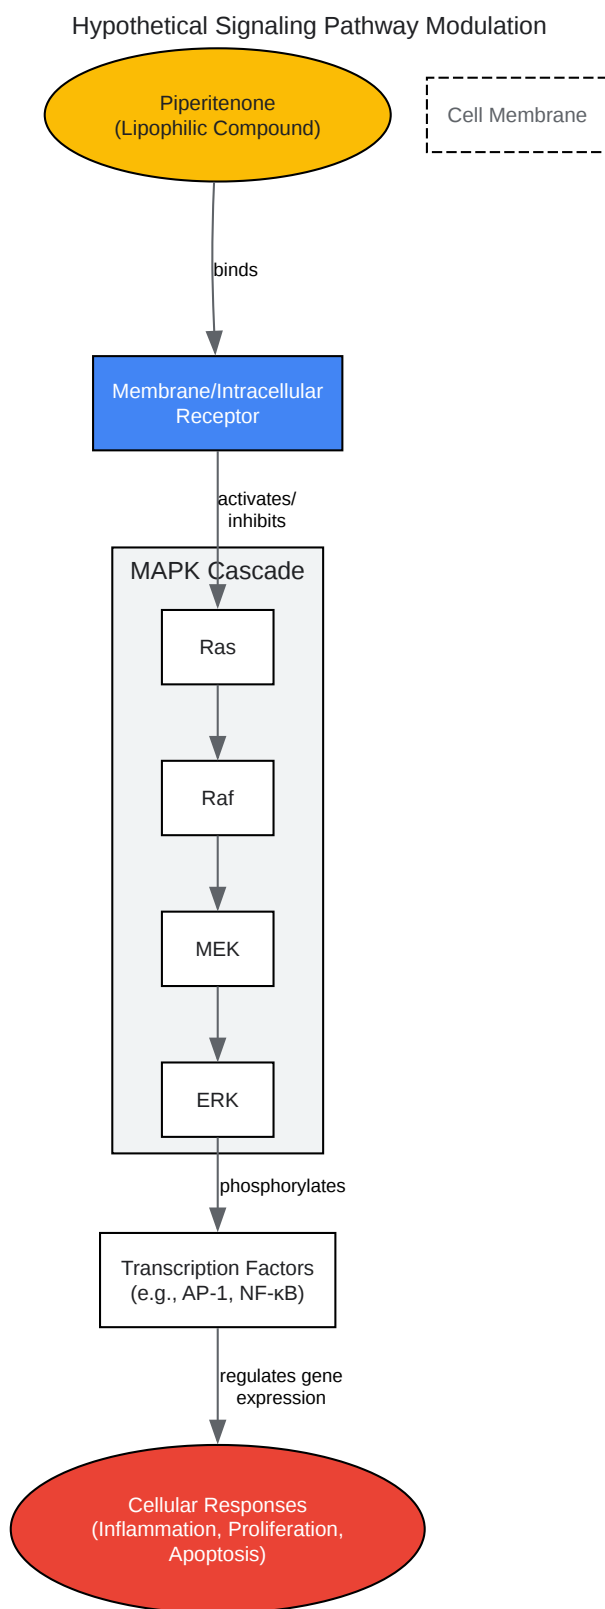 Hypothetical Signaling Pathway Modulation
Piperitenone
(Lipophilic Compound)
Cell Membrane
binds
Membrane/Intracellular
Receptor
activates/
inhibits
MAPK Cascade
Ras
Raf
MEK
ERK
phosphorylates
Transcription Factors
(e.g., AP-1, NF-κB)
regulates gene
expression
Cellular Responses
(Inflammation, Proliferation,
Apoptosis)